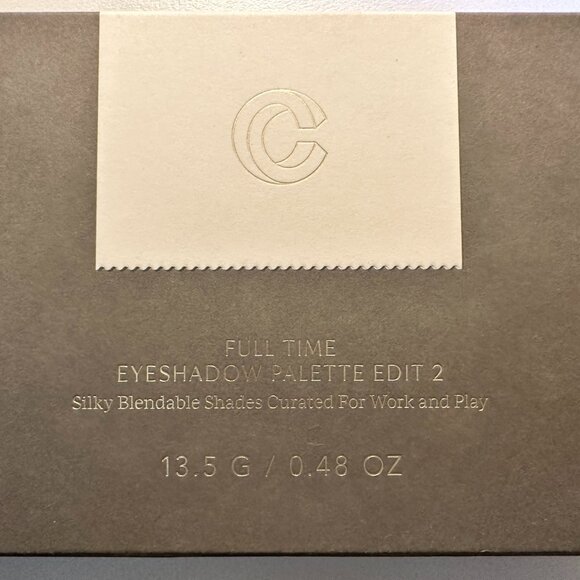 C
FULL TIME
EYESHADOW PALETTE EDIT 2
Silky Blendable Shades Curated For Work and Play
13.5 G / 0.48 OZ